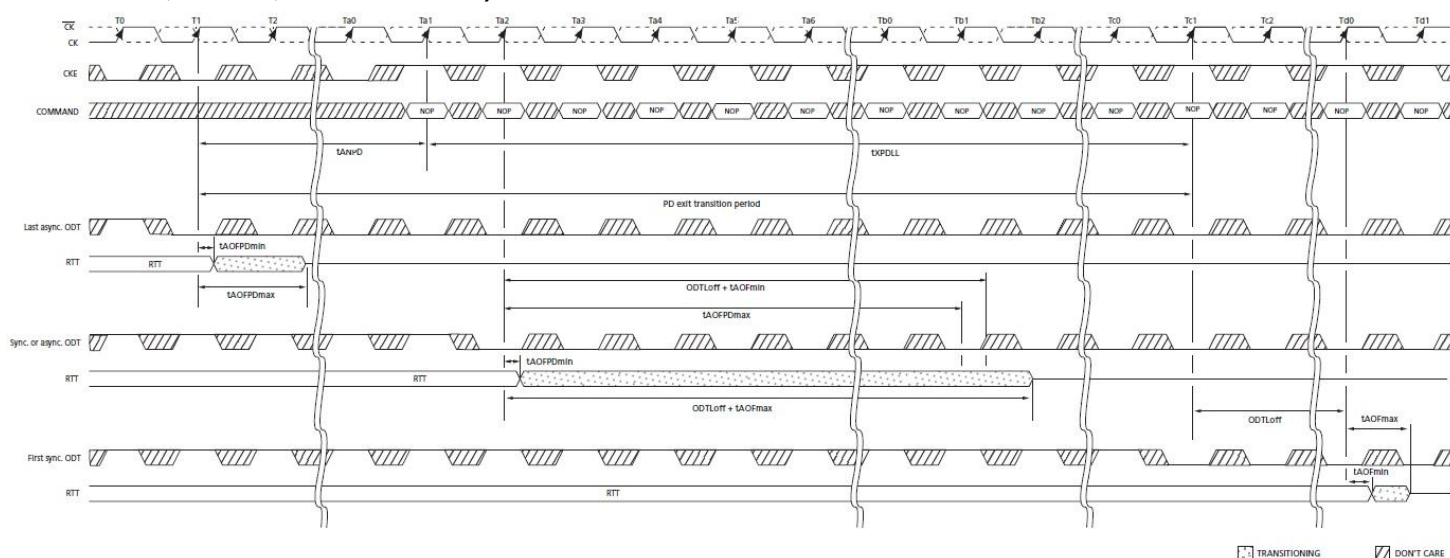 T0 T1 T2 Ta0 Ta1 Ta2 Ta3 Ta4 Ta5 Ta6 Tb0 Tb1 Tb2 Tc0 Tc1 Tc2 Td0 Td1
CK
CK
CKE
COMMAND NOP NOP NOP NOP NOP NOP NOP NOP NOP NOP NOP NOP NOP
tANPD tXPDLL
PD exit transition period
Last async. ODT
tAOFPDmin
RTT RTT
tAOFPDmax ODTLoff + tAOFmin
tAOFPDmax
Sync. or async. ODT
tAOFPDmin
RTT RTT
ODTLoff + tAOFmax
ODTLoff tAOFmax
First sync. ODT
tAOFmin
RTT RTT
TRANSITIONING DON'T CARE